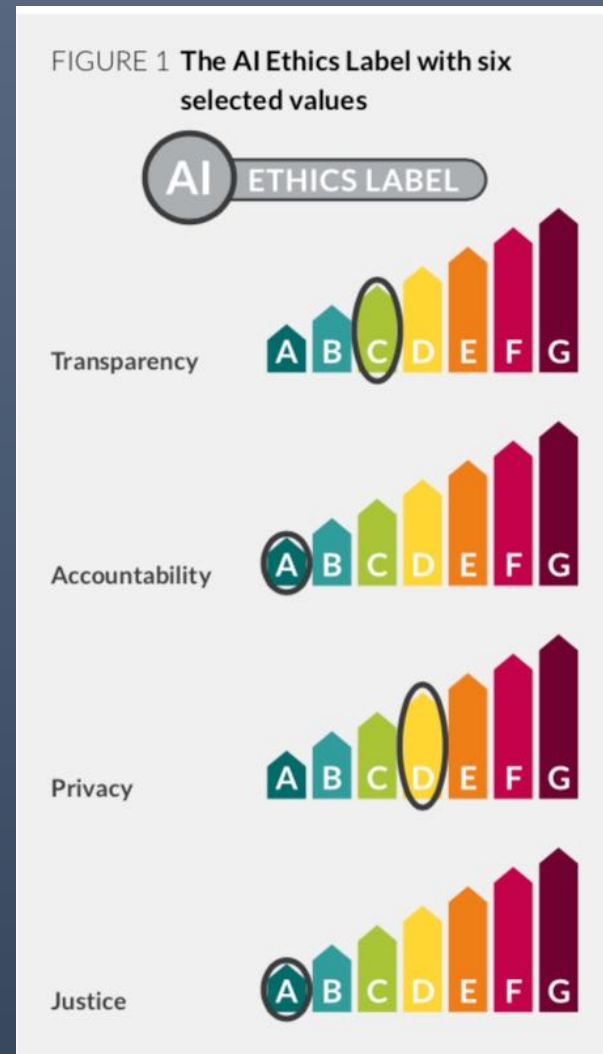 FIGURE 1 The AI Ethics Label with six
selected values
AI ETHICS LABEL
Transparency A B C D E F G
Accountability A B C D E F G
Privacy A B C D E F G
Justice A B C D E F G